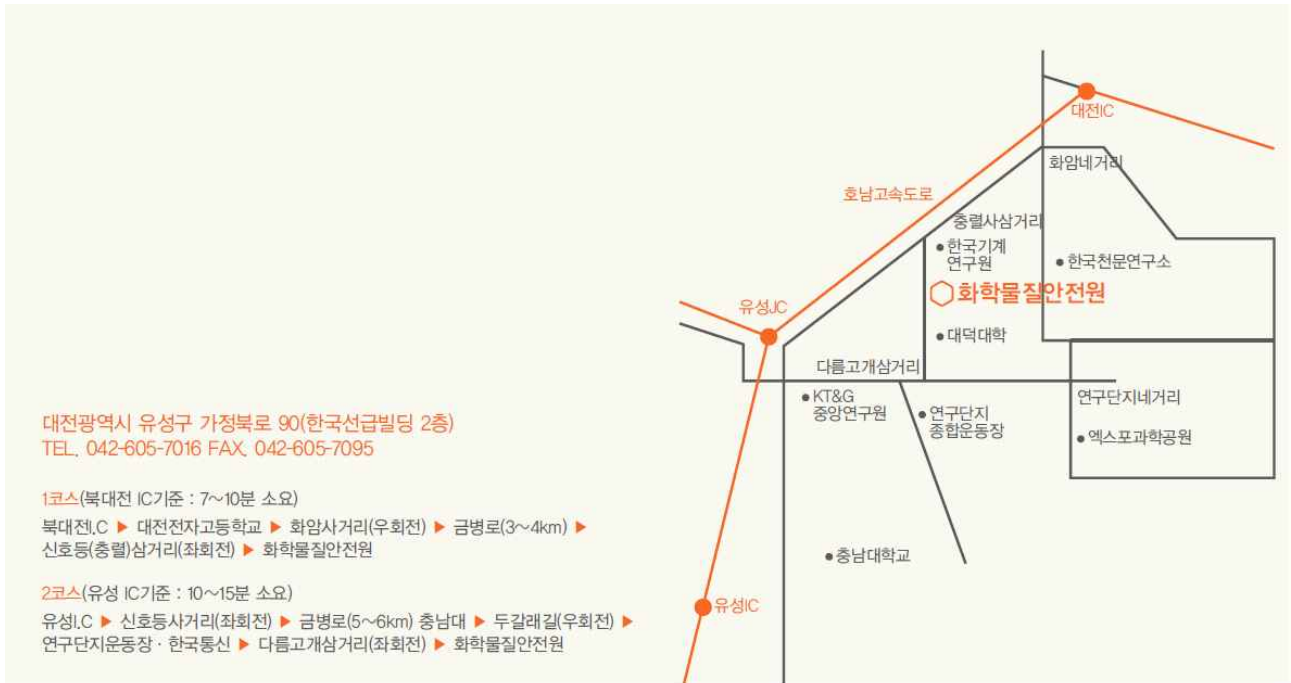 대전IC
화암네거리
호남고속도로
충렬사삼거리
한국기계
연구원
한국천문연구소
화학물질안전원
유성JC
대덕대학
다름고개삼거리
KT&G
중앙연구원
연구단지
종합운동장
연구단지네거리
엑스포과학공원
충남대학교
유성IC
대전광역시 유성구 가정북로 90(한국선급빌딩 2층)
TEL. 042-605-7016 FAX. 042-605-7095
1코스(북대전 IC기준 : 7~10분 소요)
북대전I.C ▶ 대전전자고등학교 ▶ 화암사거리(우회전) ▶ 금병로(3~4km) ▶
신호등(충렬)삼거리(좌회전) ▶ 화학물질안전원
2코스(유성 IC기준 : 10~15분 소요)
유성I.C ▶ 신호등사거리(좌회전) ▶ 금병로(5~6km) 충남대 ▶ 두갈래길(우회전) ▶
연구단지운동장 · 한국통신 ▶ 다름고개삼거리(좌회전) ▶ 화학물질안전원